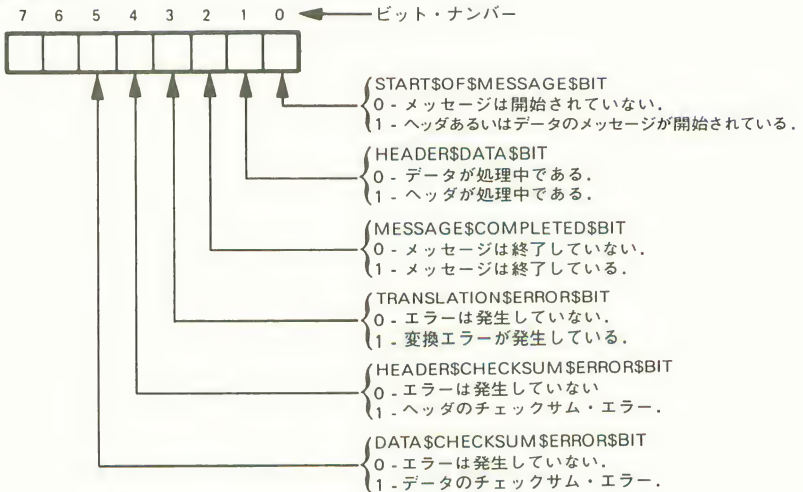 7 6 5 4 3 2 1 0 ビット・ナンバー
START$OF$MESSAGE$BIT
0 - メッセージは開始されていない.
1 - ヘッダあるいはデータのメッセージが開始されている.
HEADER$DATA$BIT
0 - データが処理中である.
1 - ヘッダが処理中である.
MESSAGE$COMPLETED$BIT
0 - メッセージは終了していない.
1 - メッセージは終了している.
TRANSLATION$ERROR$BIT
0 - エラーは発生していない.
1 - 変換エラーが発生している.
HEADER$CHECKSUM$ERROR$BIT
0 - エラーは発生していない
1 - ヘッダのチェックサム・エラー.
DATA$CHECKSUM$ERROR$BIT
0 - エラーは発生していない.
1 - データのチェックサム・エラー.